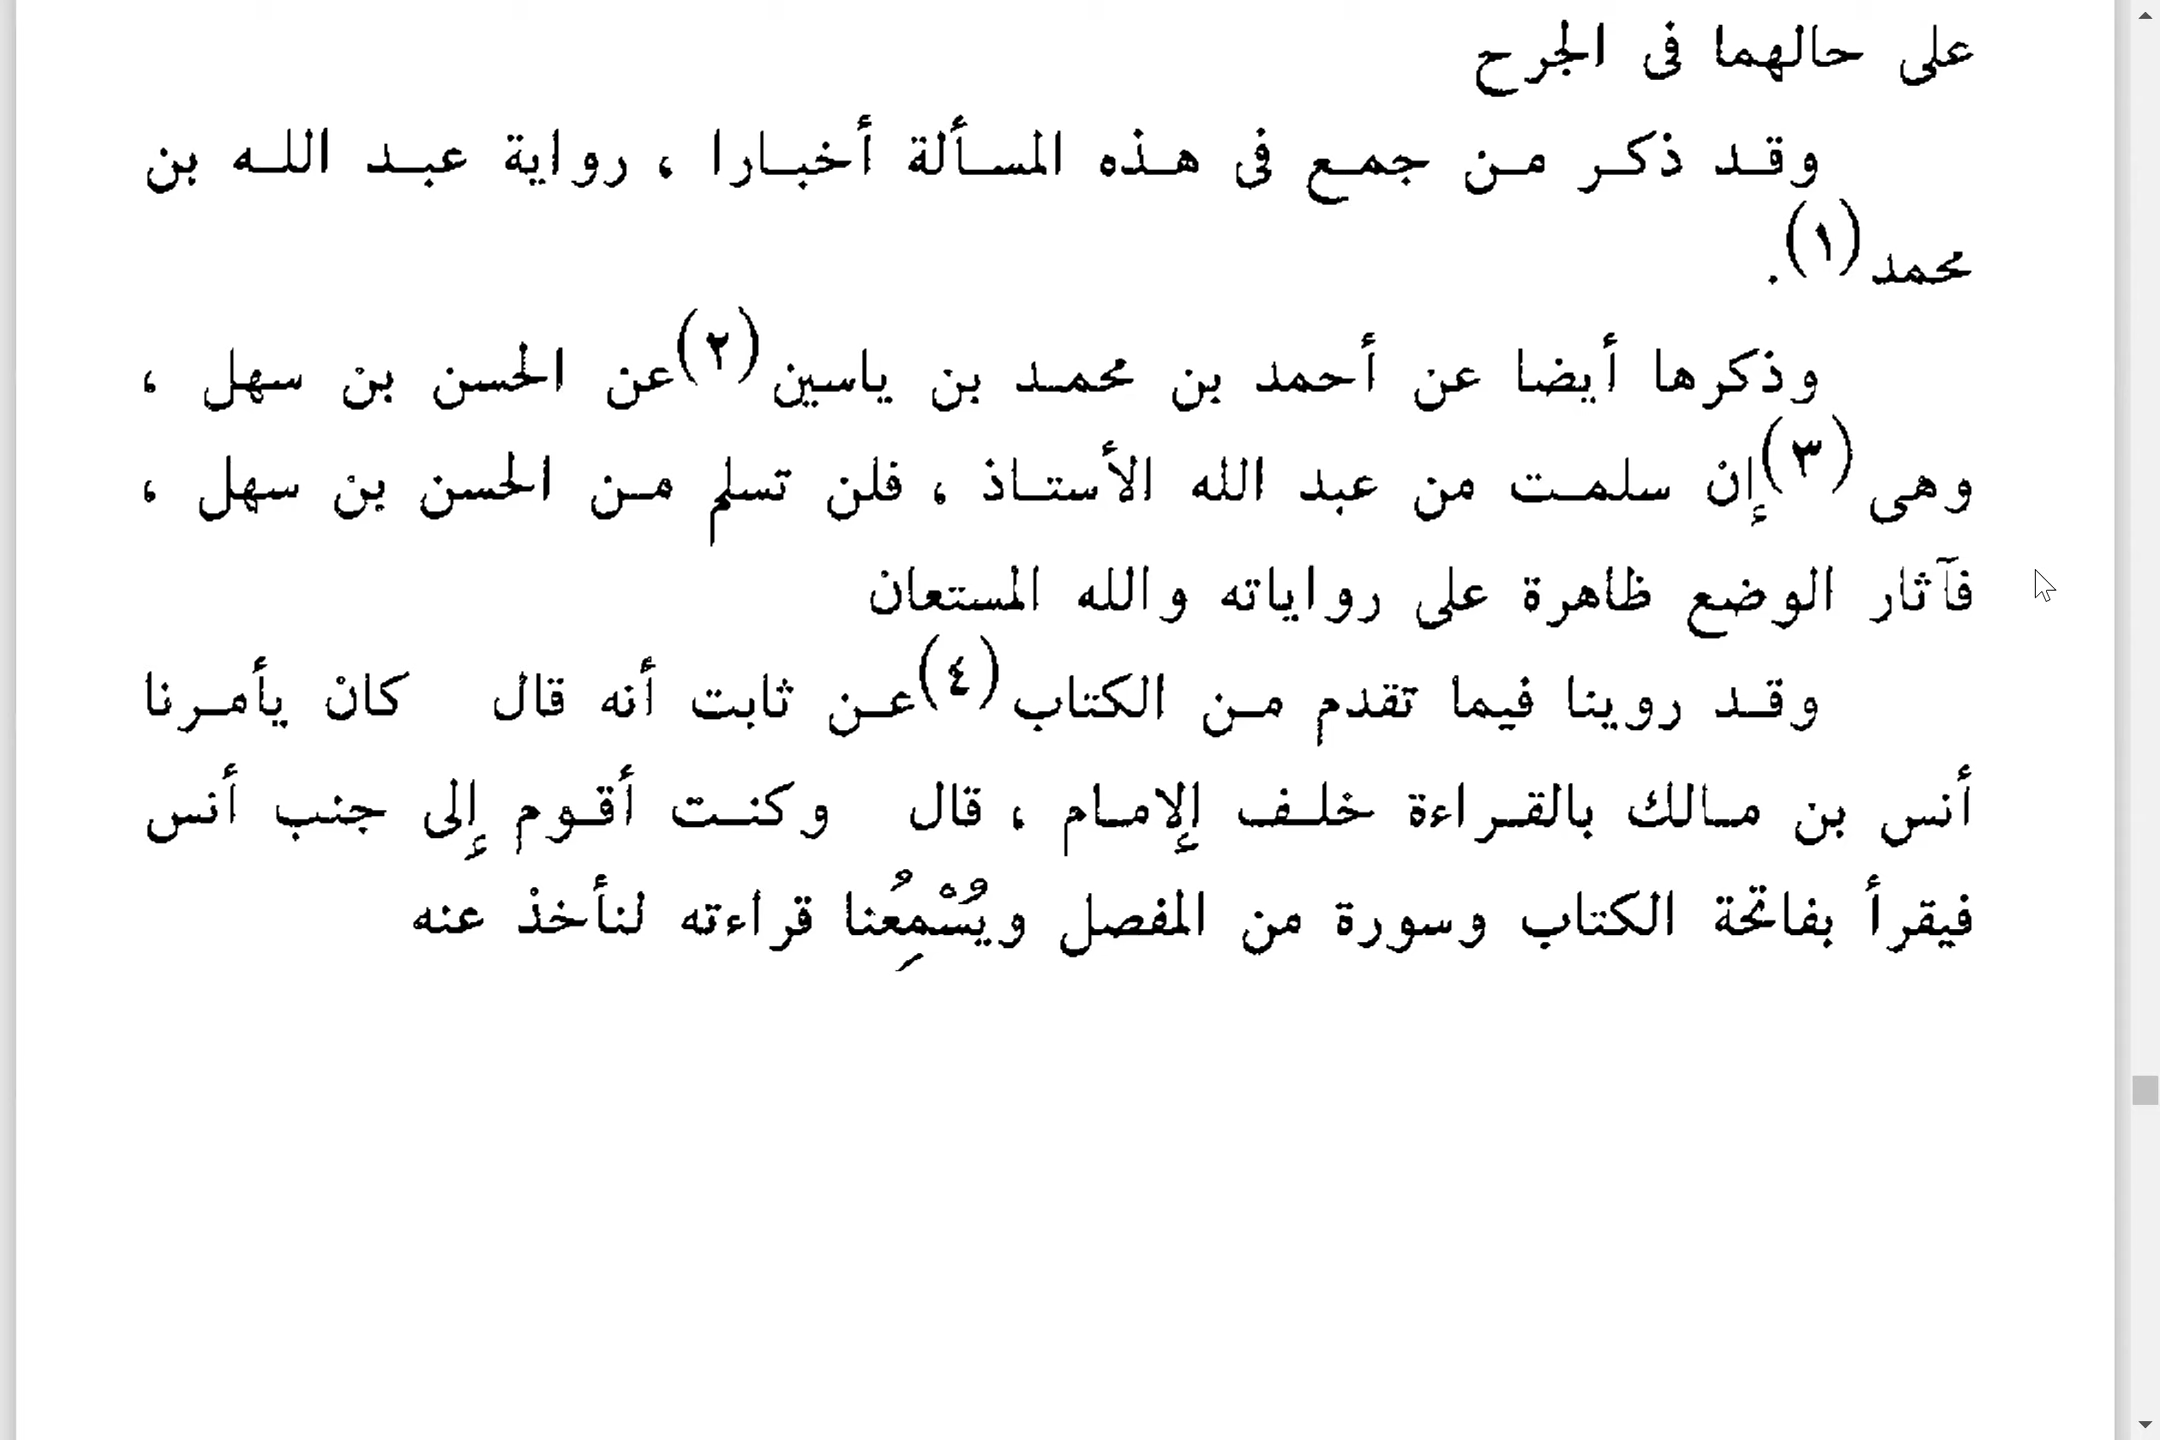 على حالهما فى الجرح
وقد ذكر من جمع فى هذه المسألة أخبارا ، رواية عبد الله بن
محمد(١).
وذكرها أيضا عن أحمد بن محمد بن ياسين(٢)عن الحسن بن سهل ،
وهى(٣)إن سلمت من عبد الله الأستاذ ، فلن تسلم من الحسن بن سهل ،
فآثار الوضع ظاهرة على رواياته والله المستعان
وقد روينا فيما تقدم من الكتاب(٤)عن ثابت أنه قال كان يأمرنا
أنس بن مالك بالقراءة خلف الإمام ، قال وكنت أقوم إلى جنب أنس
فيقرأ بفاتحة الكتاب وسورة من المفصل ويُسْمِعُنا قراءته لنأخذ عنه